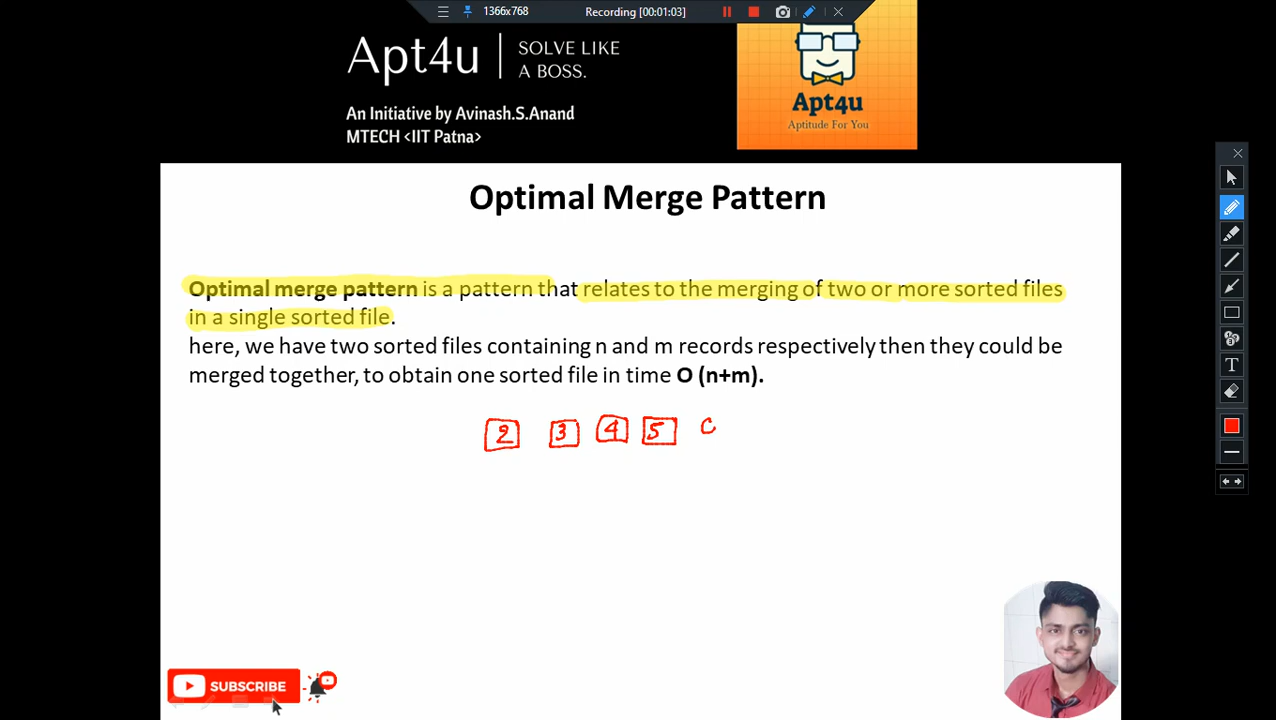 1366x768 Recording [00:01:03]
Apt4u SOLVE LIKE
A BOSS.
An Initiative by Avinash.S.Anand
MTECH <IIT Patna>
Apt4u
Aptitude For You
Optimal Merge Pattern
Optimal merge pattern is a pattern that relates to the merging of two or more sorted files
in a single sorted file.
here, we have two sorted files containing n and m records respectively then they could be
merged together, to obtain one sorted file in time O (n+m).
2 3 4 5
SUBSCRIBE